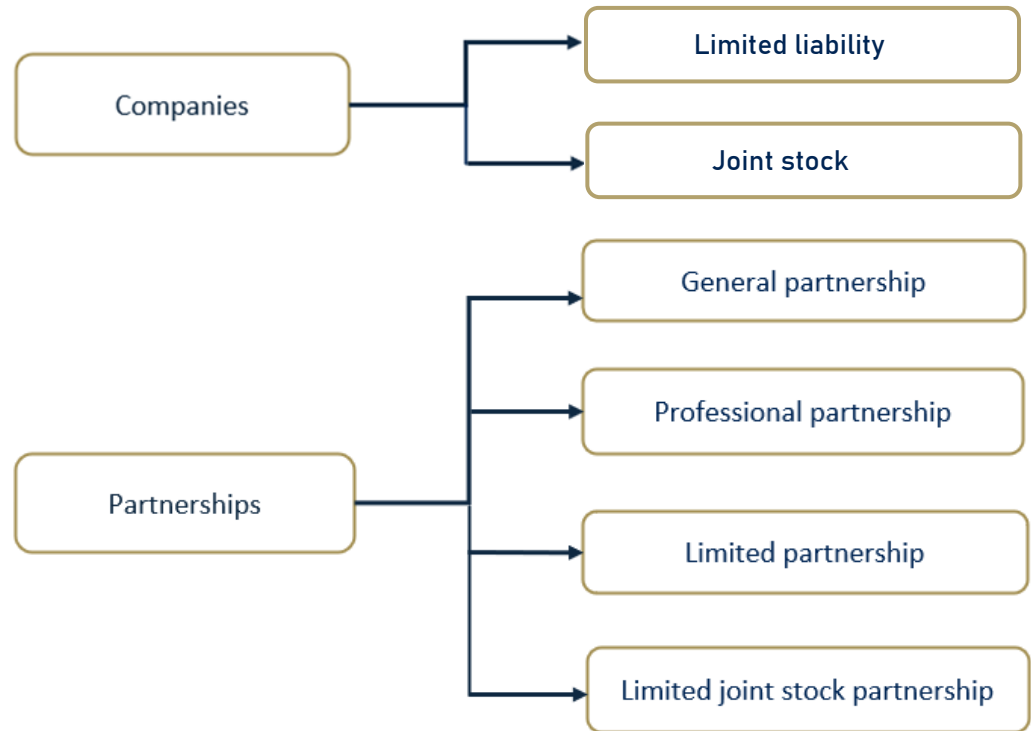 Companies
Limited liability
Joint stock
Partnerships
General partnership
Professional partnership
Limited partnership
Limited joint stock partnership